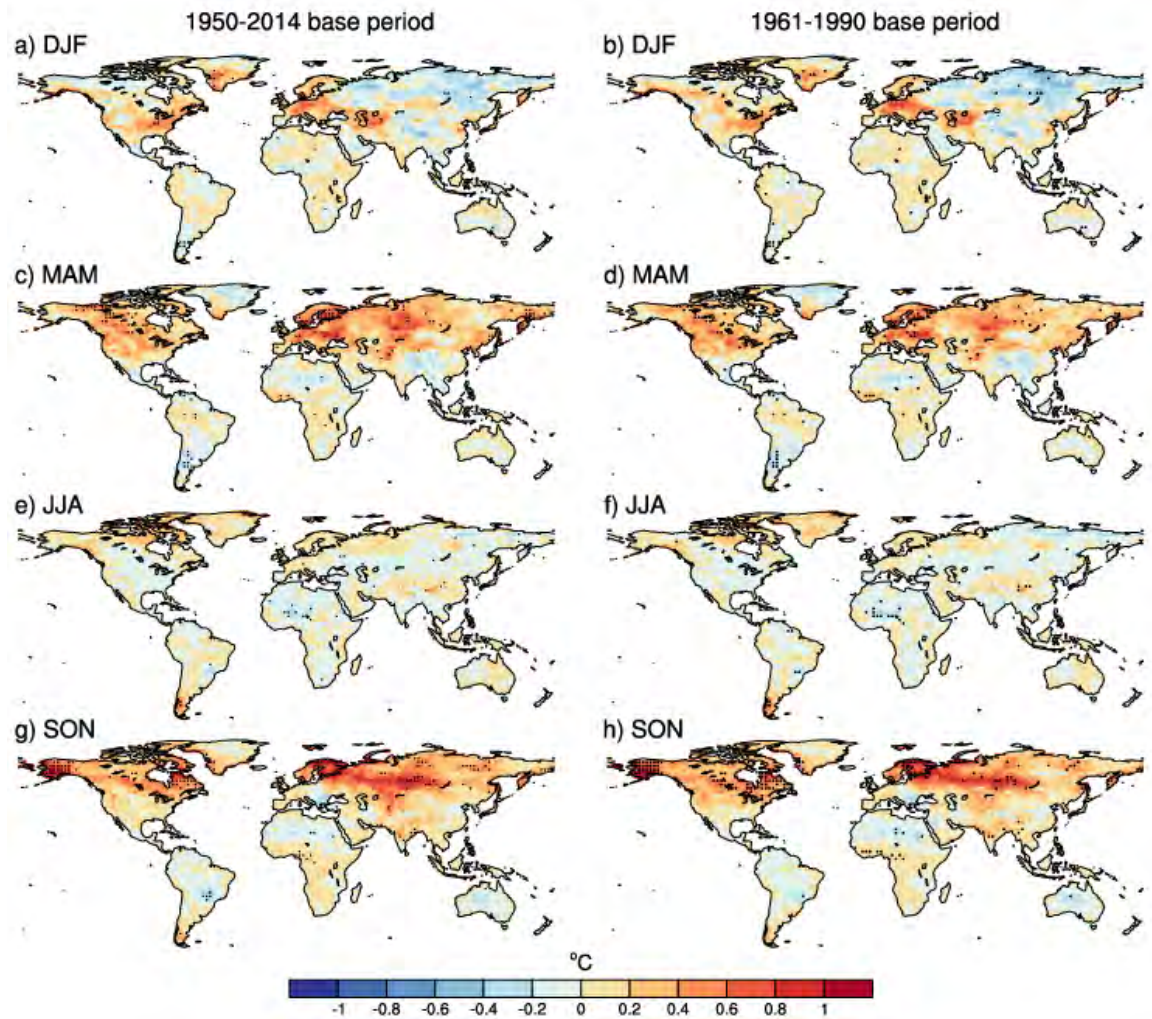 1950-2014 base period
1961-1990 base period
a) DJF
b) DJF
c) MAM
d) MAM
e) JJA
f) JJA
g) SON
h) SON
°C
-1 -0.8 -0.6 -0.4 -0.2 0 0.2 0.4 0.6 0.8 1